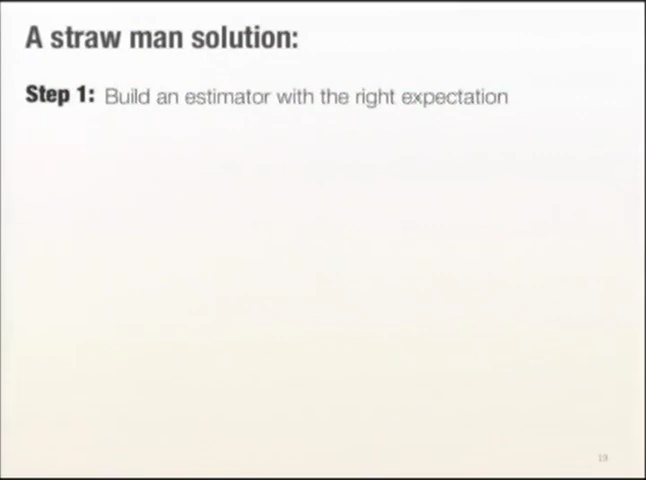 A straw man solution:
Step 1: Build an estimator with the right expectation
19